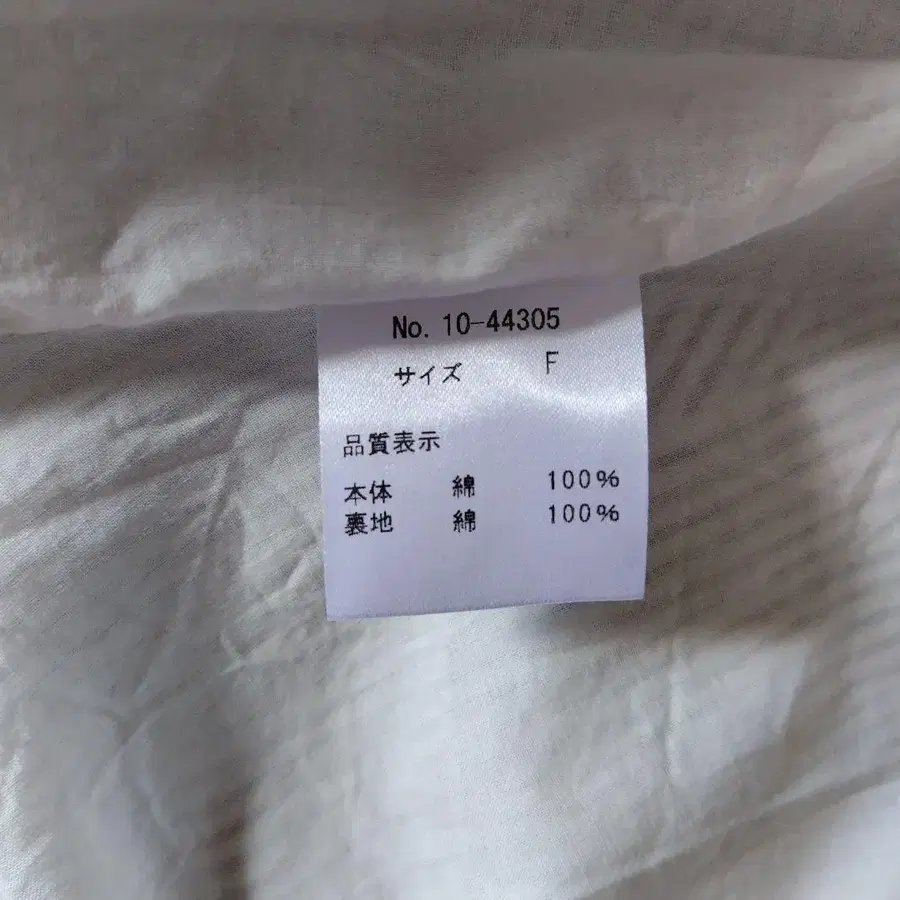 No. 10-44305
サイズ F
品質表示
本体 綿 100%
裏地 綿 100%